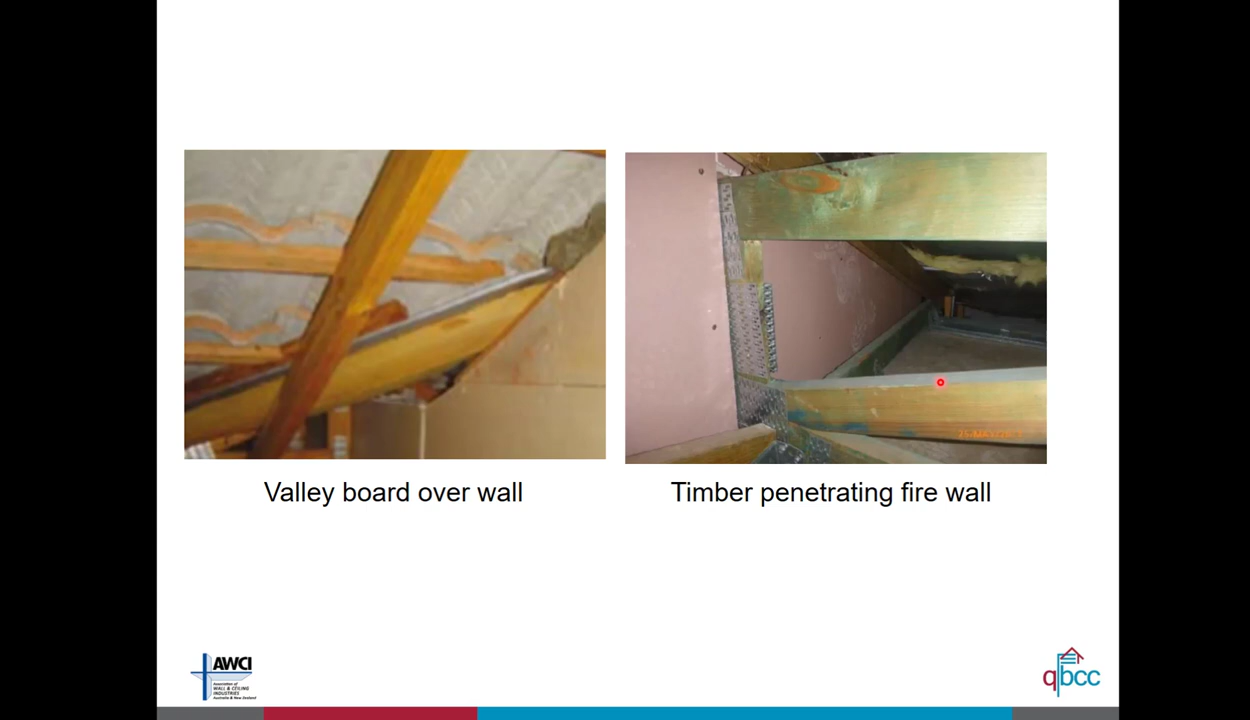 Valley board over wall
Timber penetrating fire wall
AWCI
Association of
WALL & CEILING
INDUSTRIES
Australia & New Zealand
qbcc